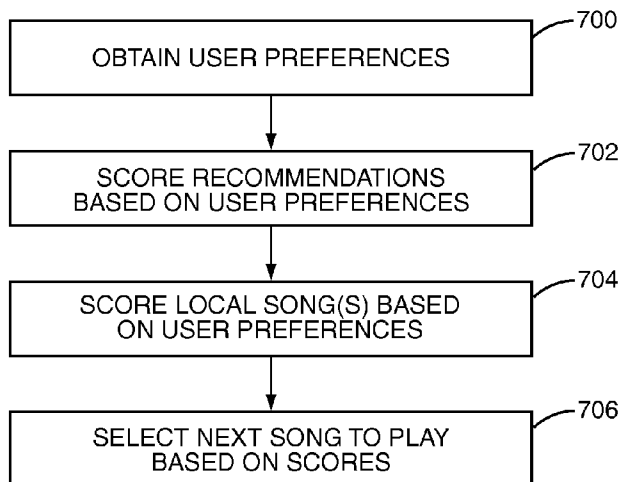 700
OBTAIN USER PREFERENCES
702
SCORE RECOMMENDATIONS
BASED ON USER PREFERENCES
704
SCORE LOCAL SONG(S) BASED
ON USER PREFERENCES
706
SELECT NEXT SONG TO PLAY
BASED ON SCORES